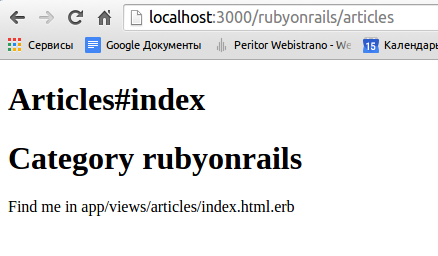 localhost:3000/rubyonrails/articles
Сервисы Google Документы Peritor Webistrano - We 15 Календарь
Articles#index
Category rubyonrails
Find me in app/views/articles/index.html.erb